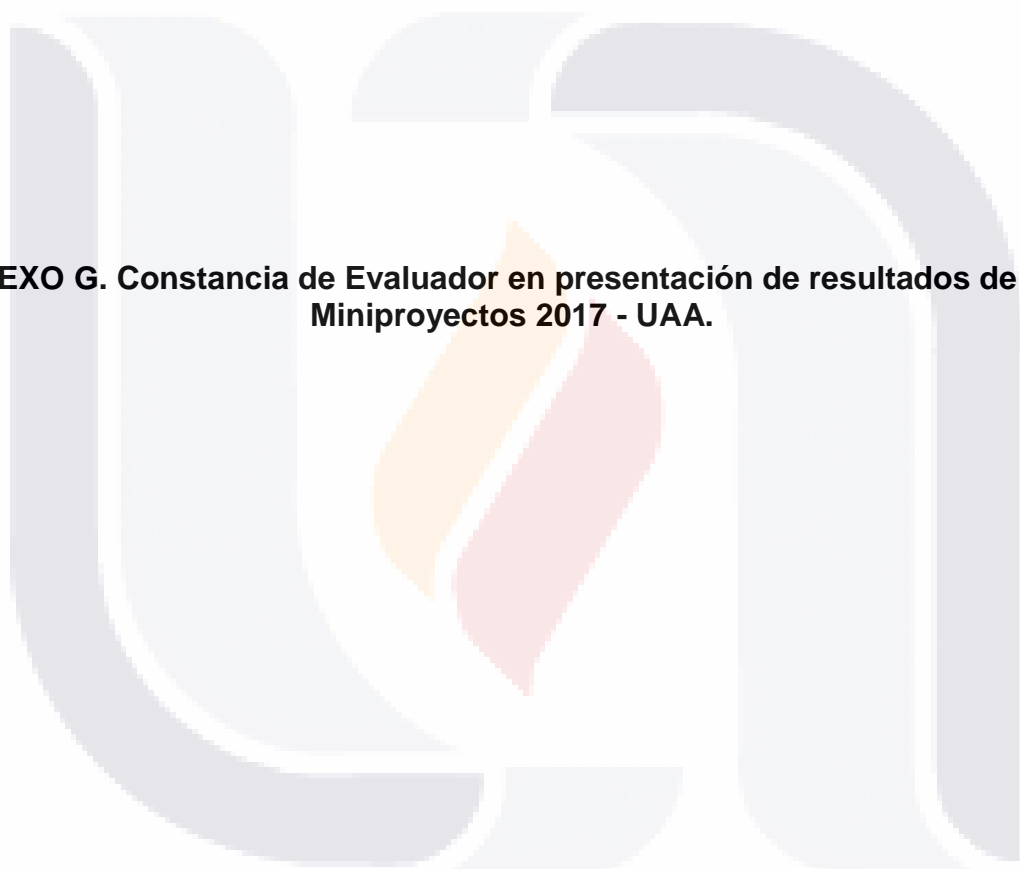 EXO G. Constancia de Evaluador en presentación de resultados de
Miniproyectos 2017 - UAA.